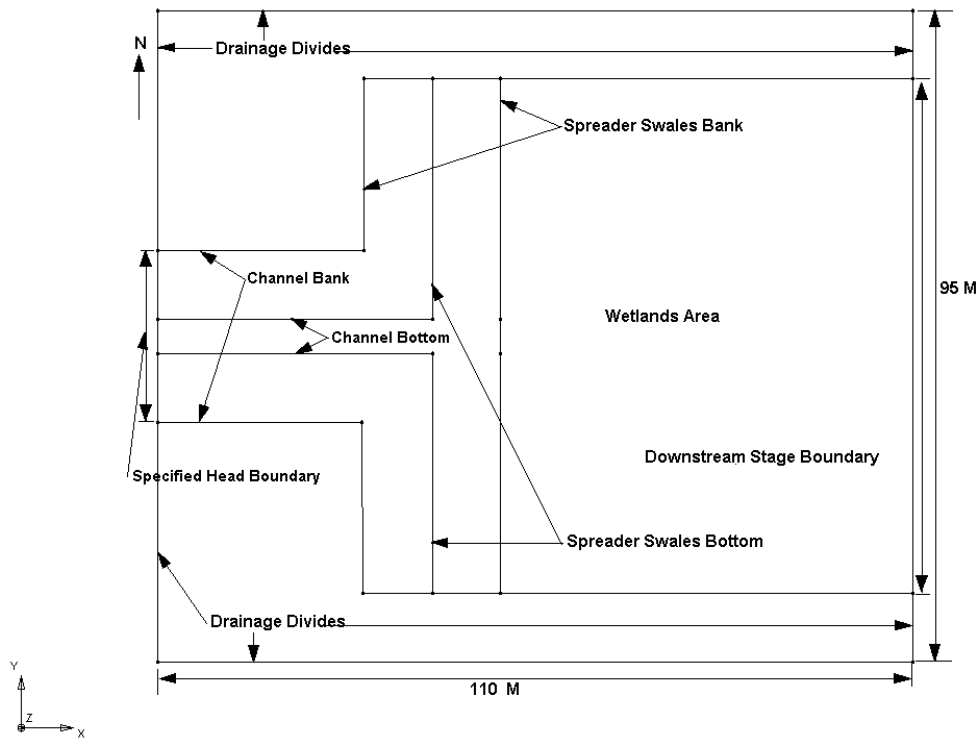 N
Drainage Divides
Spreader Swales Bank
Channel Bank
95 M
Wetlands Area
Channel Bottom
Downstream Stage Boundary
Specified Head Boundary
Spreader Swales Bottom
Drainage Divides
110 M
Y
Z
X